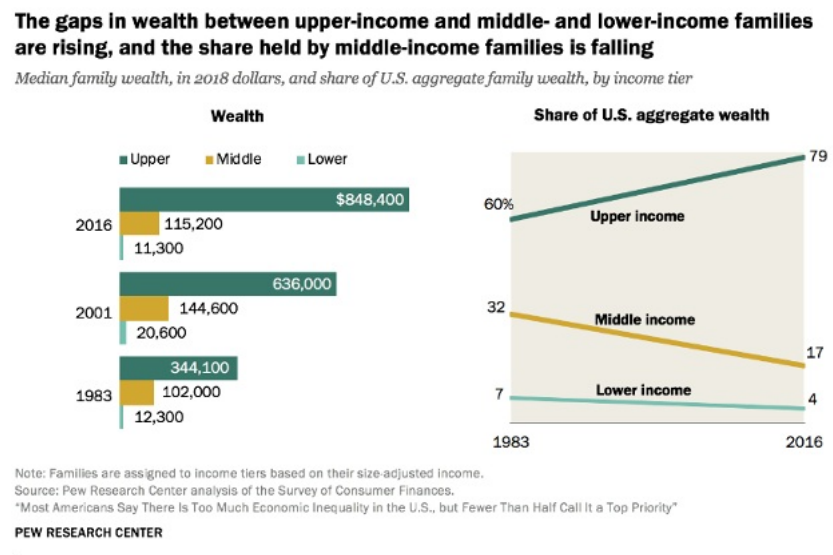 The gaps in wealth between upper-income and middle- and lower-income families
are rising, and the share held by middle-income families is falling
Median family wealth, in 2018 dollars, and share of U.S. aggregate family wealth, by income tier
Wealth
Upper Middle Lower
2016
$848,400
115,200
11,300
2001
636,000
144,600
20,600
1983
344,100
102,000
12,300
Share of U.S. aggregate wealth
79
60%
Upper income
32
Middle income
17
7
Lower income
4
1983 2016
Note: Families are assigned to income tiers based on their size-adjusted income.
Source: Pew Research Center analysis of the Survey of Consumer Finances.
"Most Americans Say There Is Too Much Economic Inequality in the U.S., but Fewer Than Half Call It a Top Priority"
PEW RESEARCH CENTER